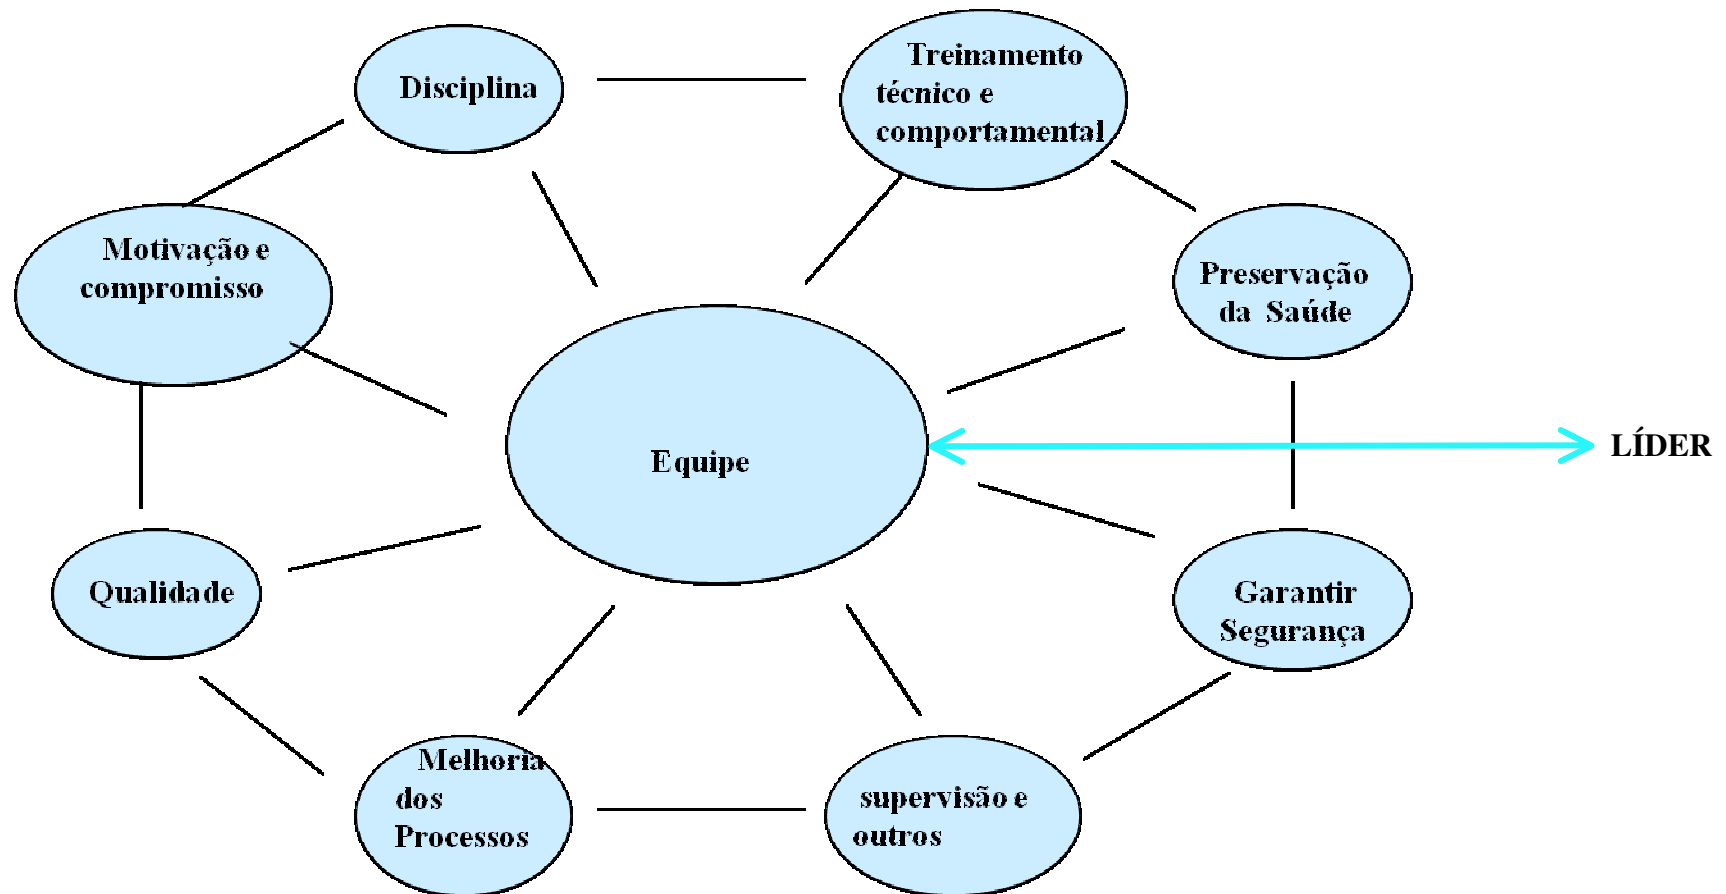 Disciplina
Treinamento
técnico e
comportamental
Motivação e
compromisso
Preservação
da Saúde
Equipe
LÍDER
Qualidade
Garantir
Segurança
Melhoria
dos
Processos
supervisão e
outros